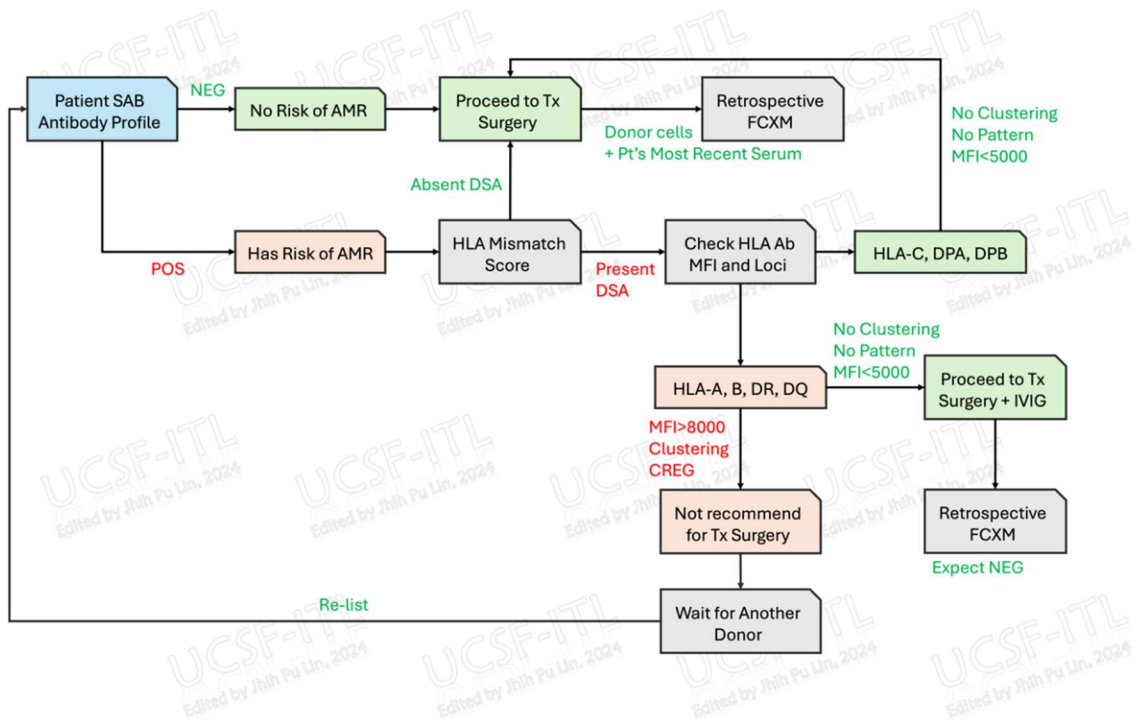 Patient SAB
Antibody Profile
NEG
No Risk of AMR
Proceed to Tx
Surgery
Donor cells
+ Pt's Most Recent Serum
Retrospective
FCXM
No Clustering
No Pattern
MFI<5000
Absent DSA
POS
Has Risk of AMR
HLA Mismatch
Score
Present
DSA
Check HLA Ab
MFI and Loci
HLA-C, DPA, DPB
No Clustering
No Pattern
MFI<5000
HLA-A, B, DR, DQ
Proceed to Tx
Surgery + IVIG
MFI>8000
Clustering
CREG
Not recommend
for Tx Surgery
Retrospective
FCXM
Expect NEG
Re-list
Wait for Another
Donor
UCSF-ITL
Edited by Jhih Pu Lin, 2024